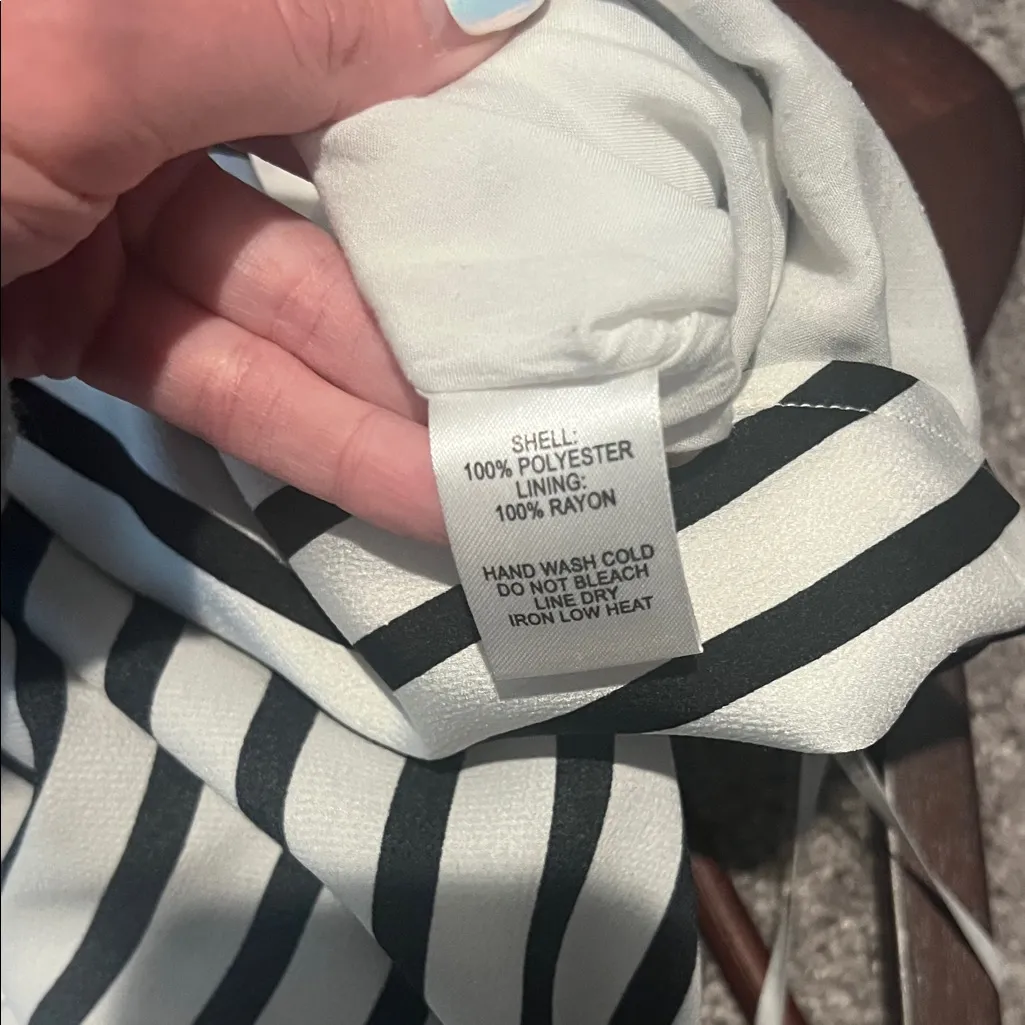 SHELL:
100% POLYESTER
LINING:
100% RAYON
HAND WASH COLD
DO NOT BLEACH
LINE DRY
IRON LOW HEAT